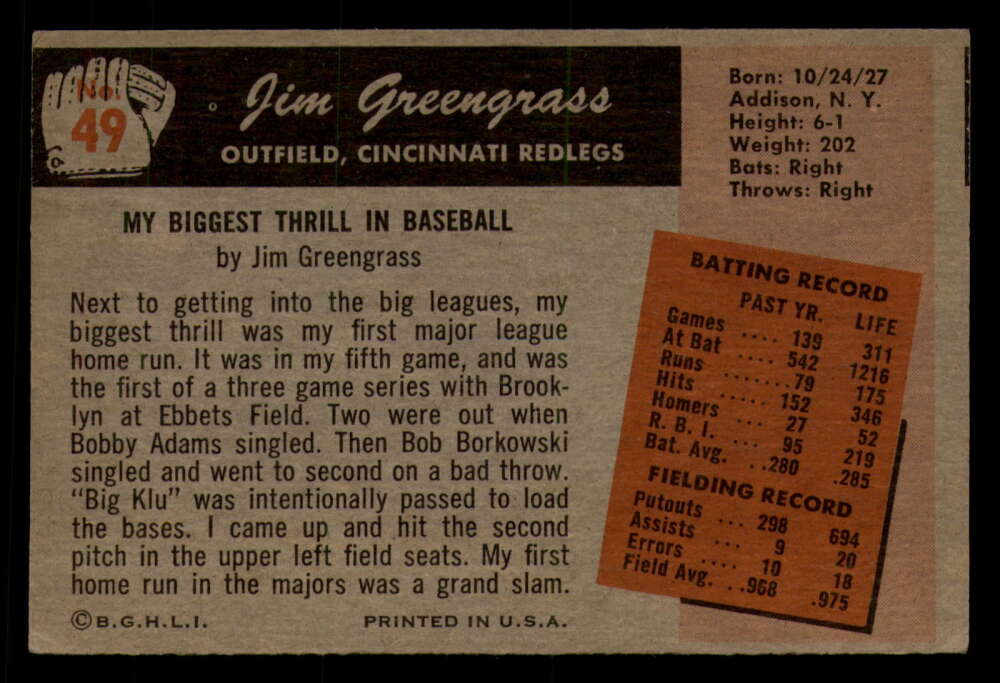 No.
49
Jim Greengrass
OUTFIELD, CINCINNATI REDLEGS
Born: 10/24/27
Addison, N. Y.
Height: 6-1
Weight: 202
Bats: Right
Throws: Right
MY BIGGEST THRILL IN BASEBALL
by Jim Greengrass
Next to getting into the big leagues, my
biggest thrill was my first major league
home run. It was in my fifth game, and was
the first of a three game series with Brook-
lyn at Ebbets Field. Two were out when
Bobby Adams singled. Then Bob Borkowski
singled and went to second on a bad throw.
"Big Klu" was intentionally passed to load
the bases. I came up and hit the second
pitch in the upper left field seats. My first
home run in the majors was a grand slam.
©B.G.H.L.I. PRINTED IN U.S.A.
BATTING RECORD
PAST YR. LIFE
Games .... 139 311
At Bat .... 542 1216
Runs ....... 79 175
Hits ..... 152 346
Homers ... 27 52
R. B. I. ... 95 219
Bat. Avg. ..280 .285
FIELDING RECORD
Putouts ... 298 694
Assists ... 9 20
Errors .... 10 18
Field Avg. ..968 .975